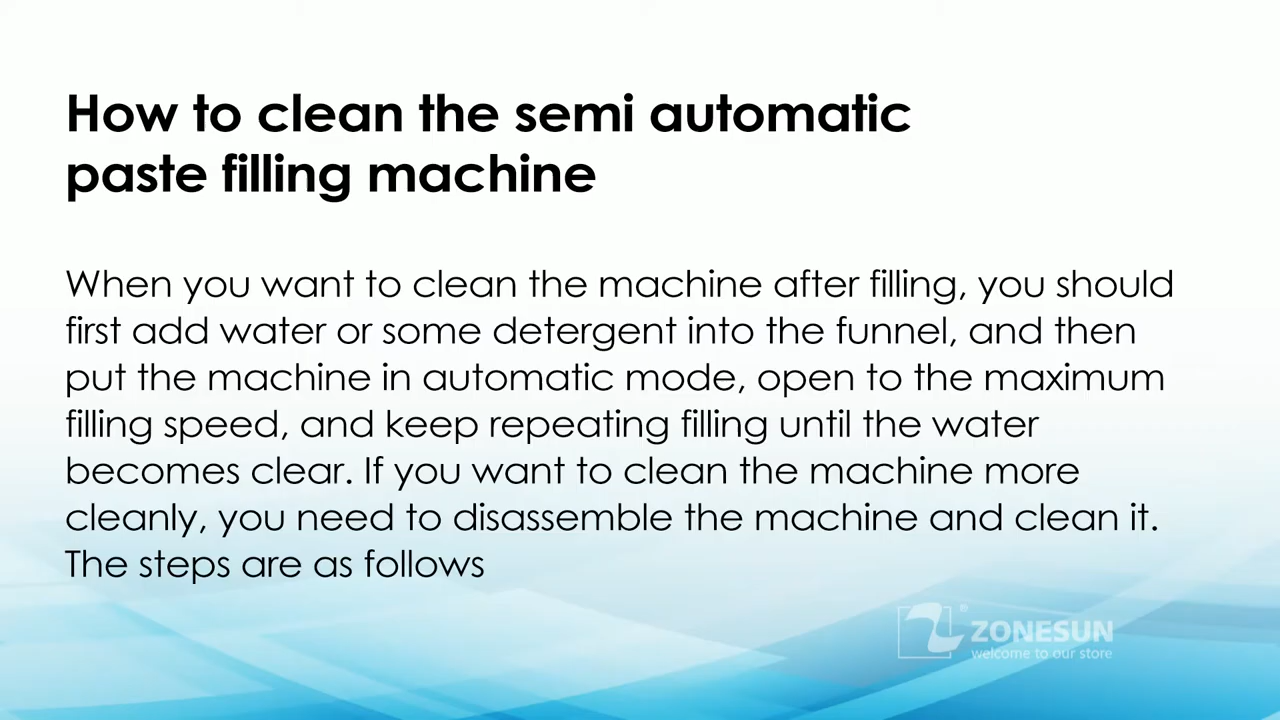 How to clean the semi automatic
paste filling machine
When you want to clean the machine after filling, you should
first add water or some detergent into the funnel, and then
put the machine in automatic mode, open to the maximum
filling speed, and keep repeating filling until the water
becomes clear. If you want to clean the machine more
cleanly, you need to disassemble the machine and clean it.
The steps are as follows
ZONESUN
welcome to our store